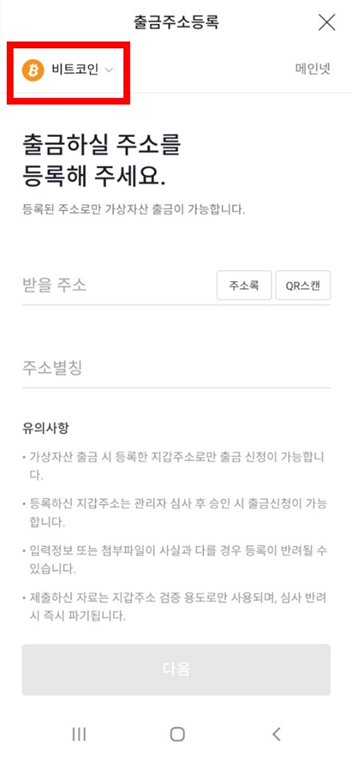 출금주소등록
비트코인
메인넷
출금하실 주소를
등록해 주세요.
등록된 주소로만 가상자산 출금이 가능합니다.
받을 주소
주소록
QR스캔
주소별칭
유의사항
• 가상자산 출금 시 등록한 지갑주소로만 출금 신청이 가능합니
다.
• 등록하신 지갑주소는 관리자 심사 후 승인 시 출금신청이 가능
합니다.
• 입력정보 또는 첨부파일이 사실과 다를 경우 등록이 반려될 수
있습니다.
• 제출하신 자료는 지갑주소 검증 용도로만 사용되며, 심사 반려
시 즉시 파기됩니다.
다음